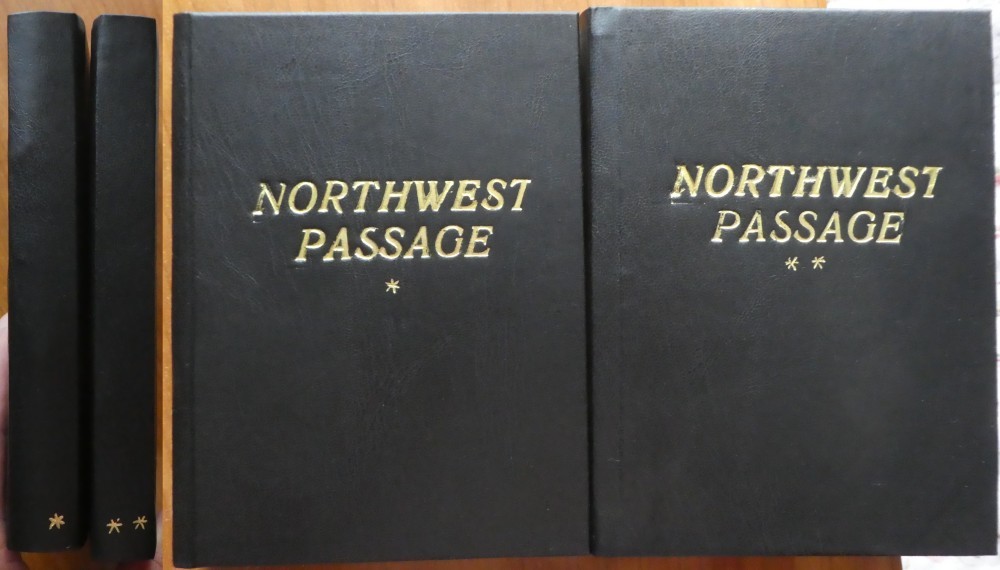 *
* *
NORTHWEST
PASSAGE
*
NORTHWEST
PASSAGE
* *